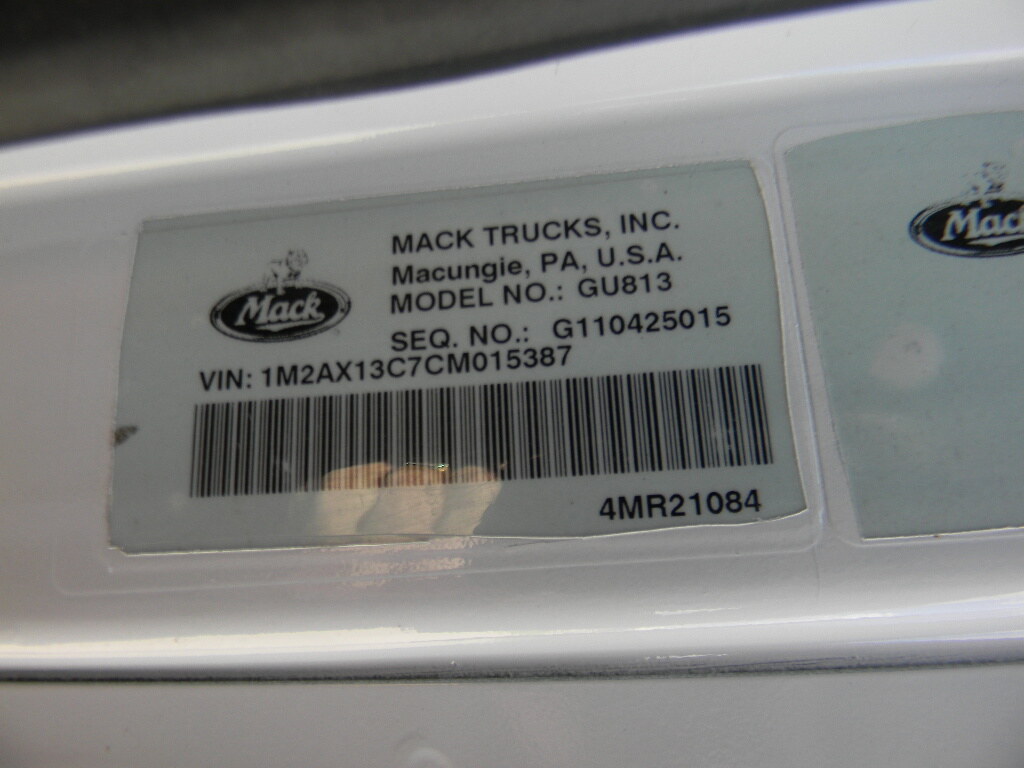 Mack
MACK TRUCKS, INC.
Macungie, PA, U.S.A.
MODEL NO.: GU813
SEQ. NO.: G110425015
VIN: 1M2AX13C7CM015387
4MR21084
Mack